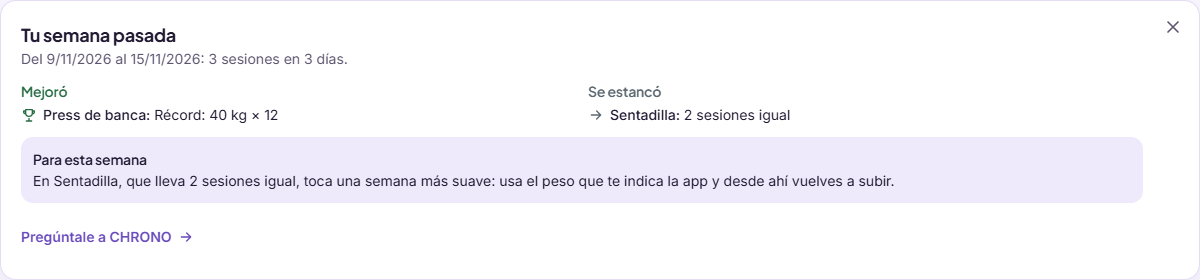 Tu semana pasada
Del 9/11/2026 al 15/11/2026: 3 sesiones en 3 días.
Mejoró
Press de banca: Récord: 40 kg × 12
Se estancó
→ Sentadilla: 2 sesiones igual
Para esta semana
En Sentadilla, que lleva 2 sesiones igual, toca una semana más suave: usa el peso que te indica la app y desde ahí vuelves a subir.
Pregúntale a CHRONO →